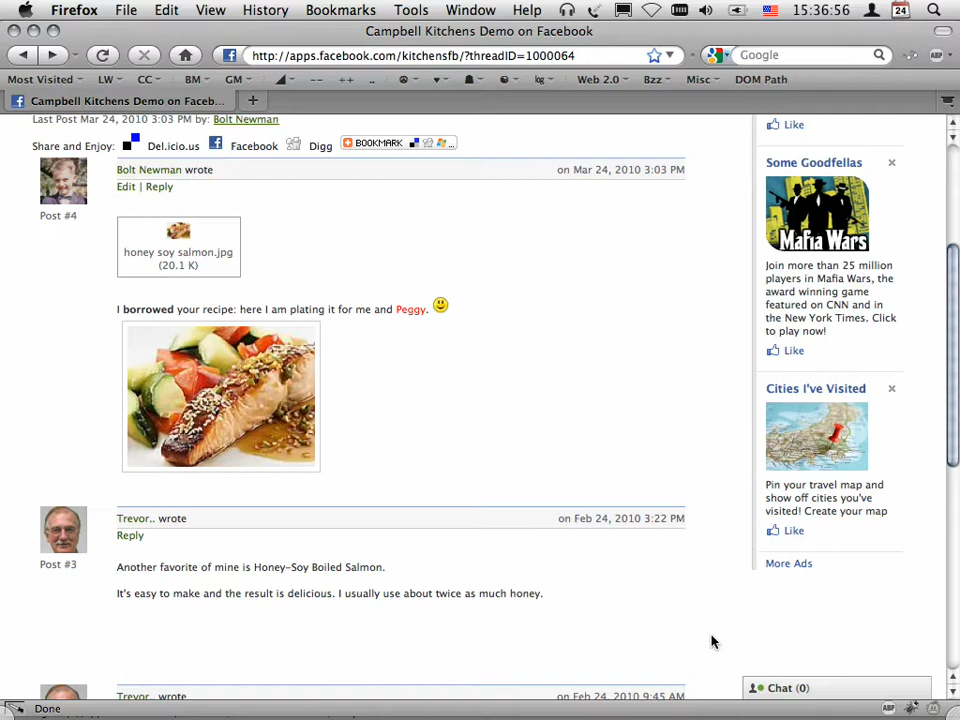 Firefox File Edit View History Bookmarks Tools Window Help 15:36:56 24
Campbell Kitchens Demo on Facebook
http://apps.facebook.com/kitchensfb/?threadID=1000064 Google ABP
Most Visited LW CC BM GM -- ++ .. kg Web 2.0 Bzz Misc DOM Path
Campbell Kitchens Demo on Faceb...
Last Post Mar 24, 2010 3:03 PM by: Bolt Newman
Share and Enjoy: Del.icio.us Facebook Digg BOOKMARK
Bolt Newman wrote on Mar 24, 2010 3:03 PM
Edit | Reply
Post #4
honey soy salmon.jpg
(20.1 K)
I borrowed your recipe: here I am plating it for me and Peggy.
Trevor.. wrote on Feb 24, 2010 3:22 PM
Reply
Post #3
Another favorite of mine is Honey-Soy Boiled Salmon.
It's easy to make and the result is delicious. I usually use about twice as much honey.
Trevor.. wrote on Feb 24, 2010 9:45 AM
Like
Some Goodfellas
Mafia Wars
Join more than 25 million
players in Mafia Wars, the
award winning game
featured on CNN and in
the New York Times. Click
to play now!
Like
Cities I've Visited
Pin your travel map and
show off cities you've
visited! Create your map
Like
More Ads
Chat (0)
Done ABP